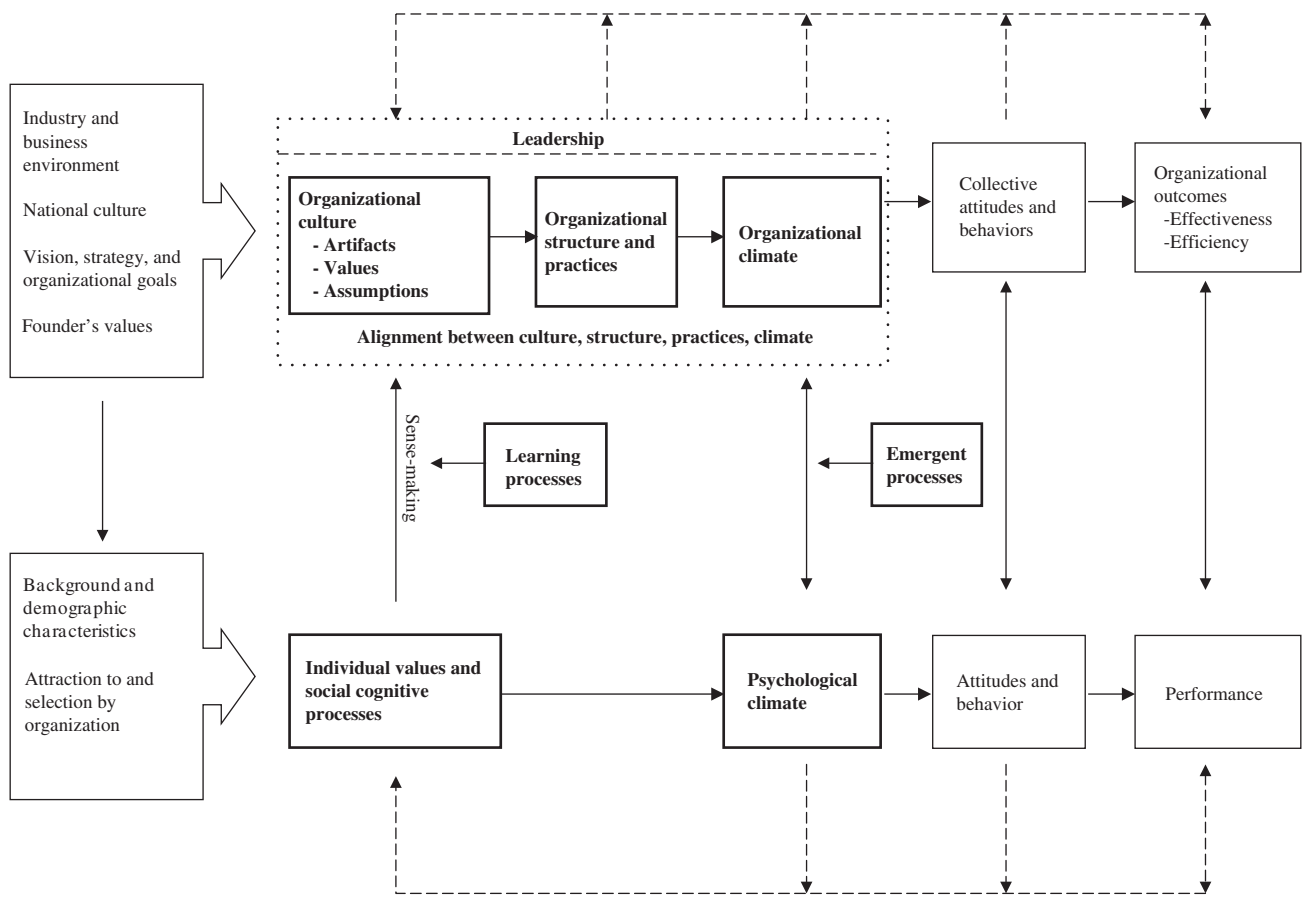 Industry and
business
environment
National culture
Vision, strategy, and
organizational goals
Founder's values
Leadership
Organizational
culture
- Artifacts
- Values
- Assumptions
Organizational
structure and
practices
Organizational
climate
Alignment between culture, structure, practices, climate
Collective
attitudes and
behaviors
Organizational
outcomes
-Effectiveness
-Efficiency
Sense-making
Learning
processes
Emergent
processes
Background and
demographic
characteristics
Attraction to and
selection by
organization
Individual values and
social cognitive
processes
Psychological
climate
Attitudes and
behavior
Performance